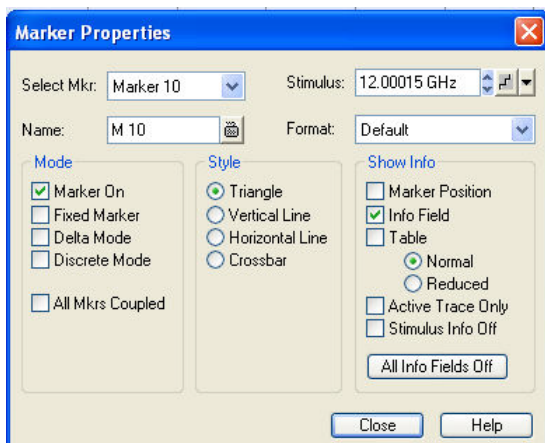 Marker Properties
Select Mkr: Marker 10 Stimulus: 12.00015 GHz
Name: M 10 Format: Default
Mode Style Show Info
Marker On Triangle Marker Position
Fixed Marker Vertical Line Info Field
Delta Mode Horizontal Line Table
Discrete Mode Crossbar Normal
Reduced
All Mkrs Coupled Active Trace Only
Stimulus Info Off
All Info Fields Off
Close Help